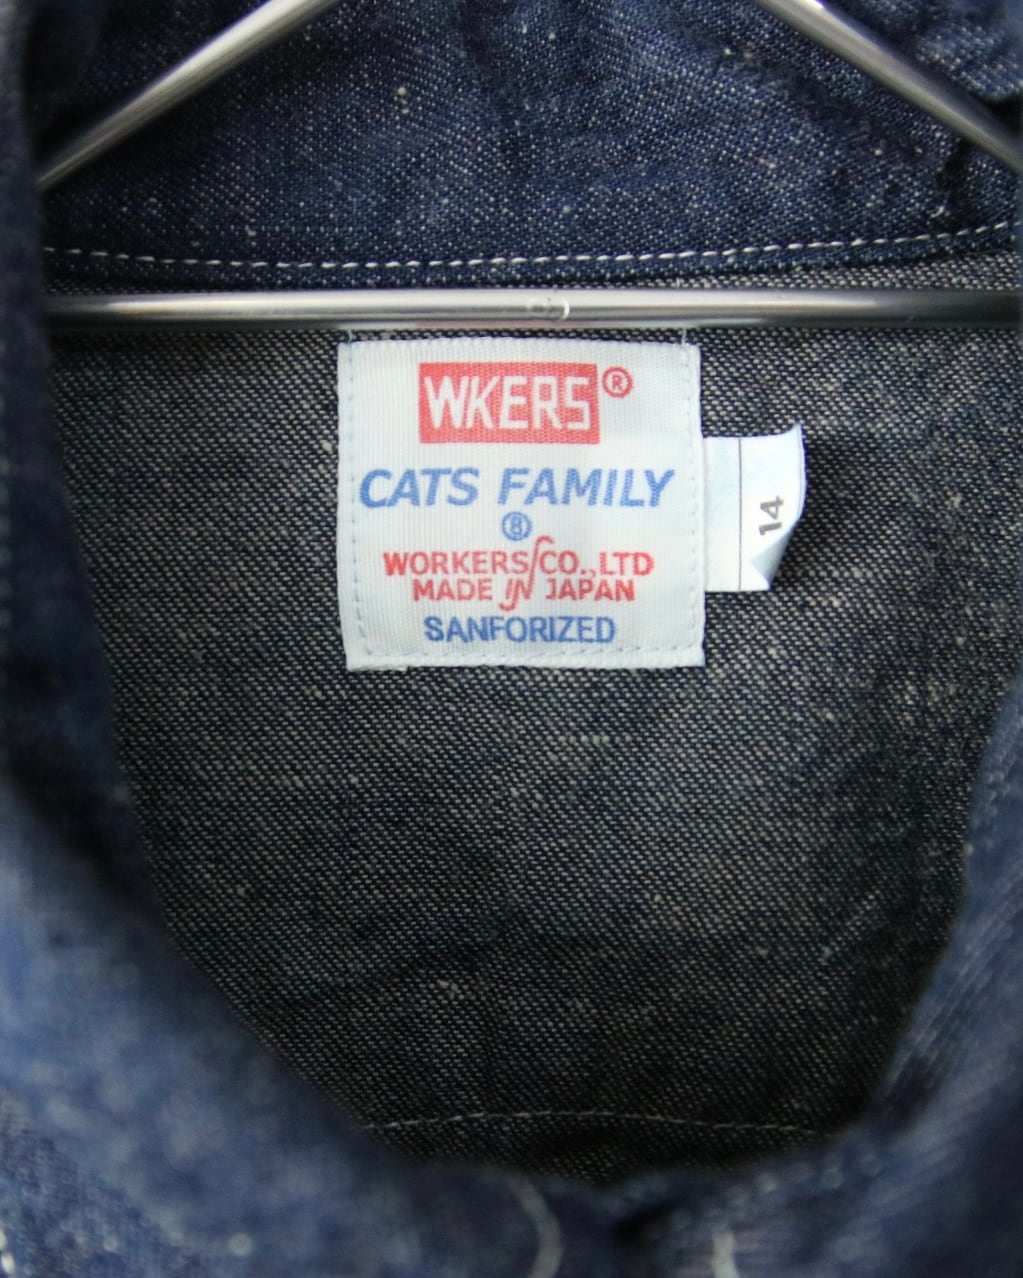 WKERS®
CATS FAMILY
®
WORKERS CO., LTD
MADE IN JAPAN
SANFORIZED
14